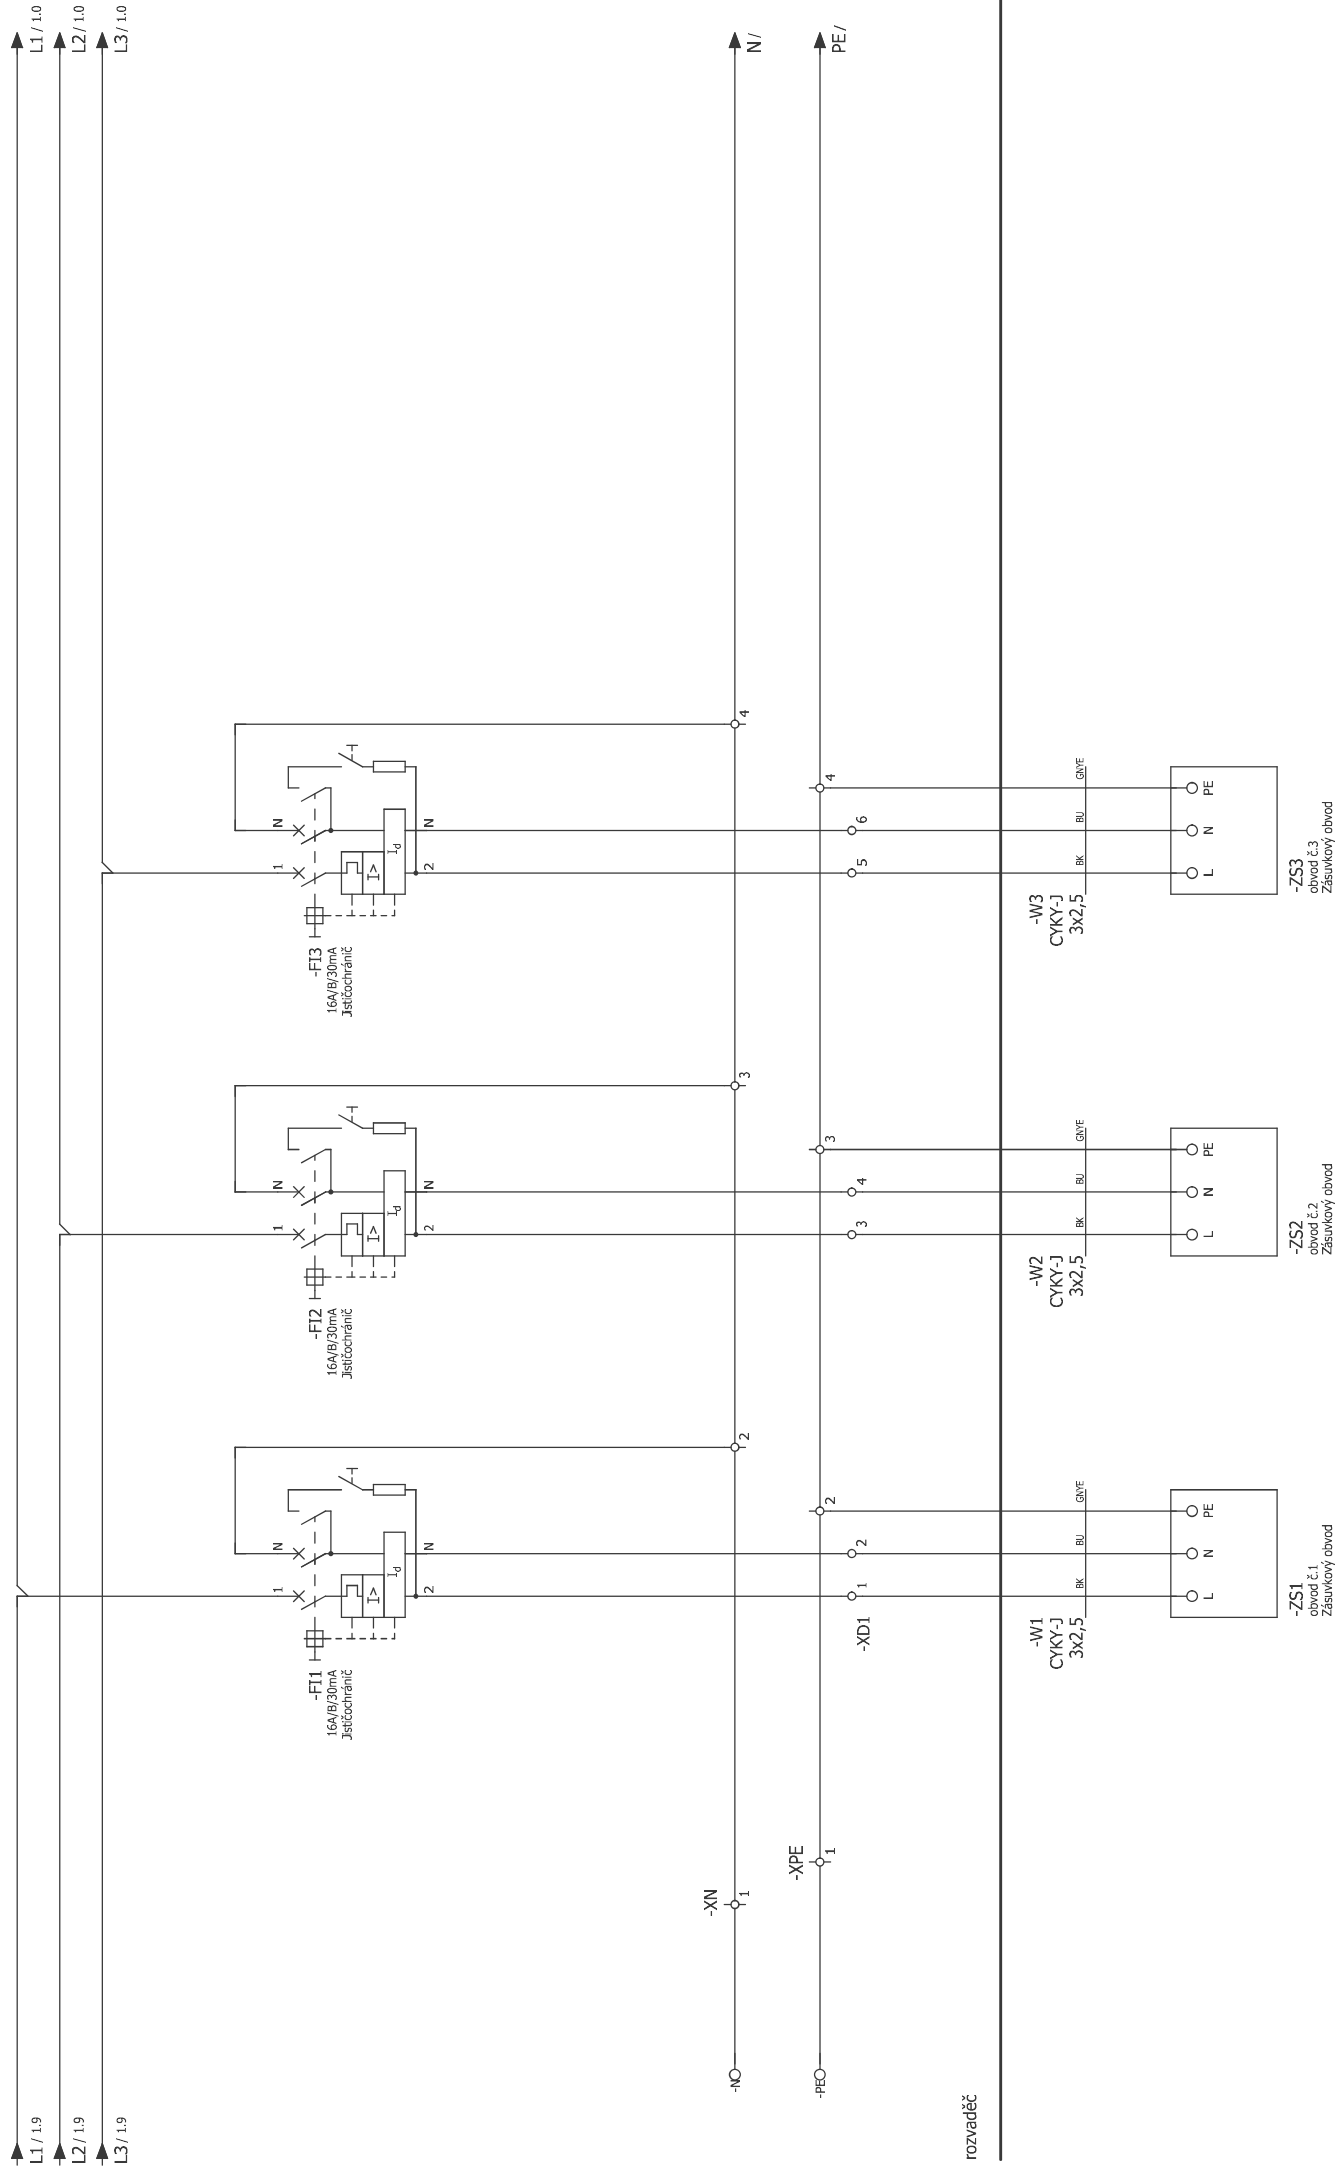 L1 / 1.9
L2 / 1.9
L3 / 1.9
L1 / 1.0
L2 / 1.0
L3 / 1.0
-FI1
16A/B/30mA
Jističochránič
1
N
I>
Id
2
N
-FI2
16A/B/30mA
Jističochránič
1
N
I>
Id
2
N
-FI3
16A/B/30mA
Jističochránič
1
N
I>
Id
2
N
-N
-XN
1
2
3
4
N /
-PE
-XPE
1
2
3
4
PE /
-XD1
1
2
3
4
5
6
rozvaděč
-W1
CYKY-J
3x2,5
BK
BU
GNYE
-W2
CYKY-J
3x2,5
BK
BU
GNYE
-W3
CYKY-J
3x2,5
BK
BU
GNYE
L
N
PE
-ZS1
obvod č.1
Zásuvkový obvod
L
N
PE
-ZS2
obvod č.2
Zásuvkový obvod
L
N
PE
-ZS3
obvod č.3
Zásuvkový obvod